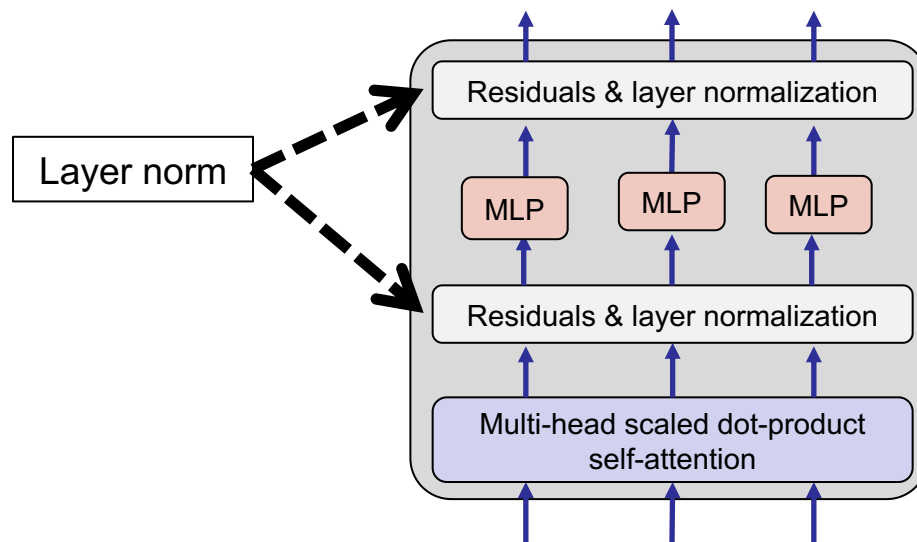 Residuals & layer normalization
Layer norm
MLP
MLP
MLP
Residuals & layer normalization
Multi-head scaled dot-product
self-attention